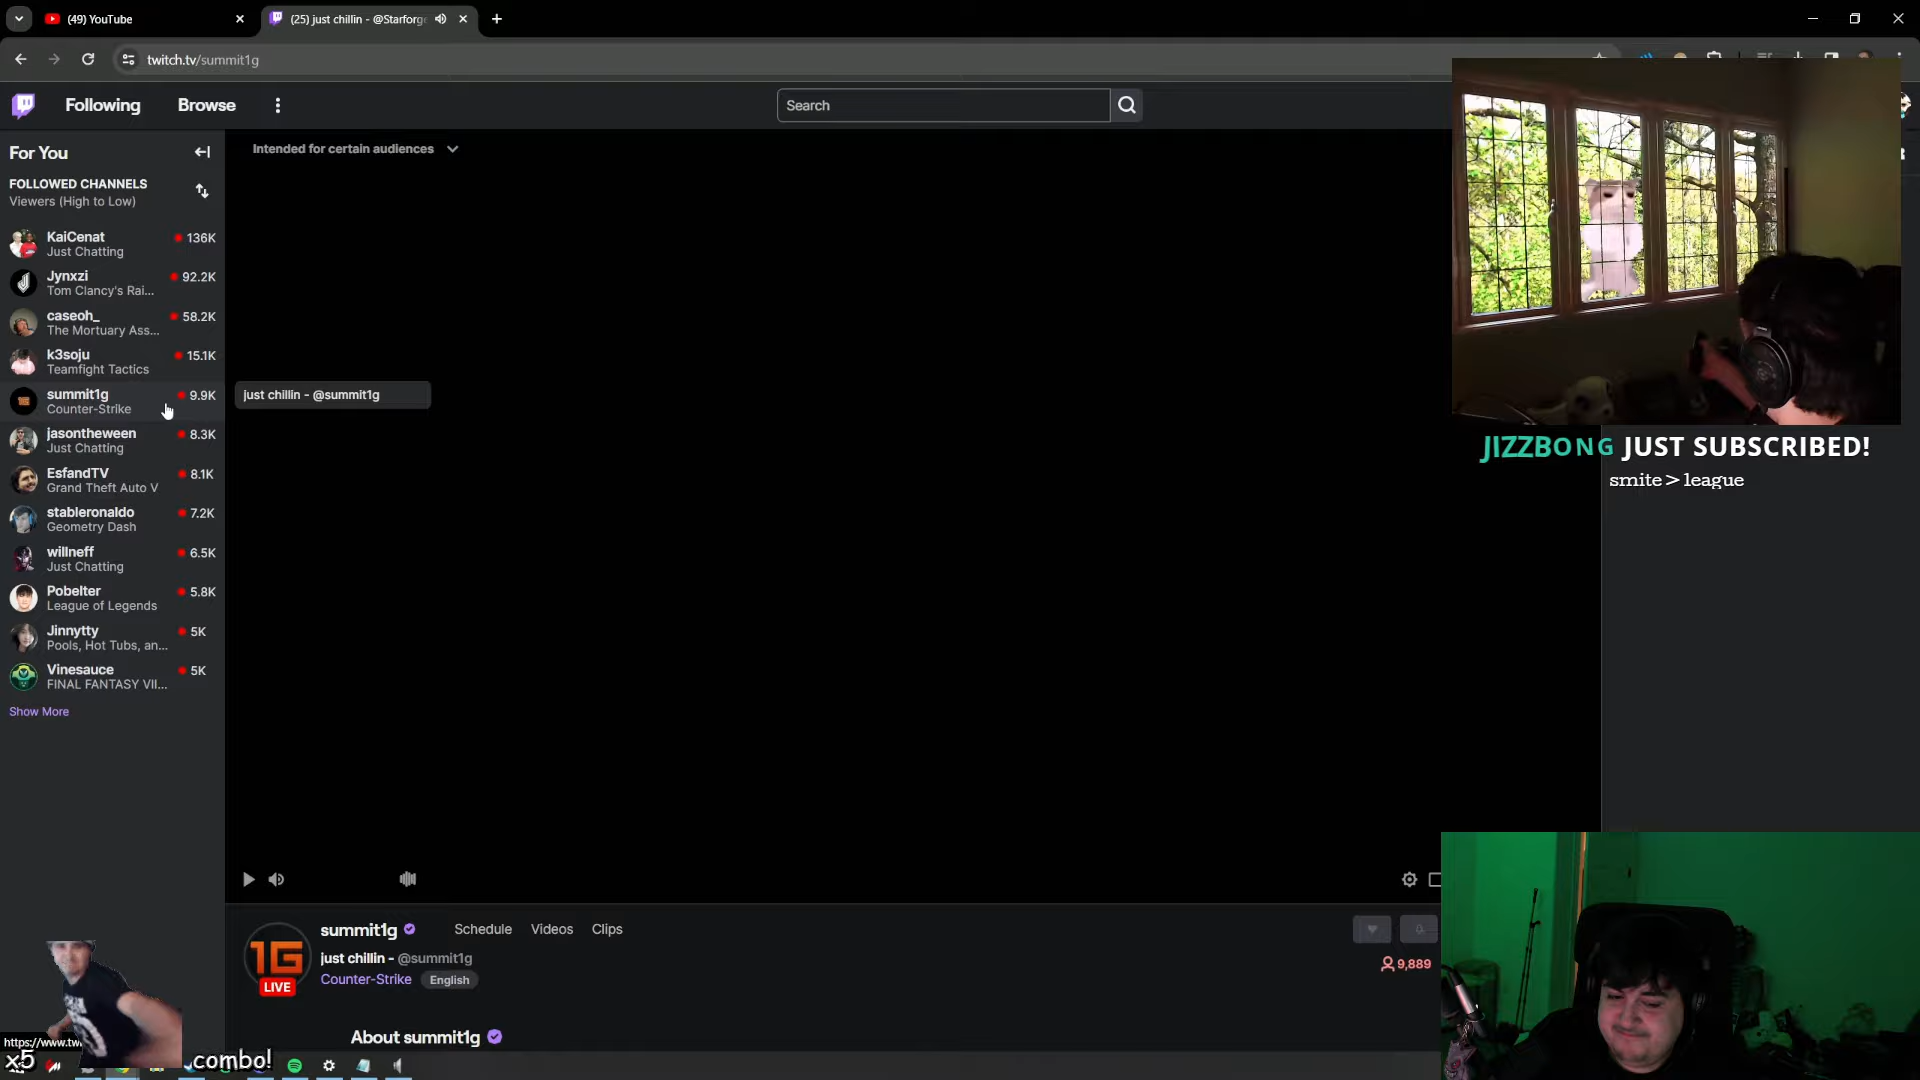 (49) YouTube
(25) just chillin - @Starforge
twitch.tv/summit1g
Following
Browse
Search
For You
FOLLOWED CHANNELS
Viewers (High to Low)
KaiCenat
136K
Just Chatting
Jynxzi
92.2K
Tom Clancy's Rai...
caseoh_
58.2K
The Mortuary Ass...
k3soju
15.1K
Teamfight Tactics
summit1g
9.9K
Counter-Strike
jasontheween
8.3K
Just Chatting
EsfandTV
8.1K
Grand Theft Auto V
stableronaldo
7.2K
Geometry Dash
willneff
6.5K
Just Chatting
Pobelter
5.8K
League of Legends
Jinnytty
5K
Pools, Hot Tubs, an...
Vinesauce
5K
FINAL FANTASY VII...
Show More
Intended for certain audiences
just chillin - @summit1g
JIZZBONG JUST SUBSCRIBED!
smite > league
1G
LIVE
summit1g
Schedule
Videos
Clips
just chillin - @summit1g
Counter-Strike
English
9,889
About summit1g
https://www.tw
x5
combo!